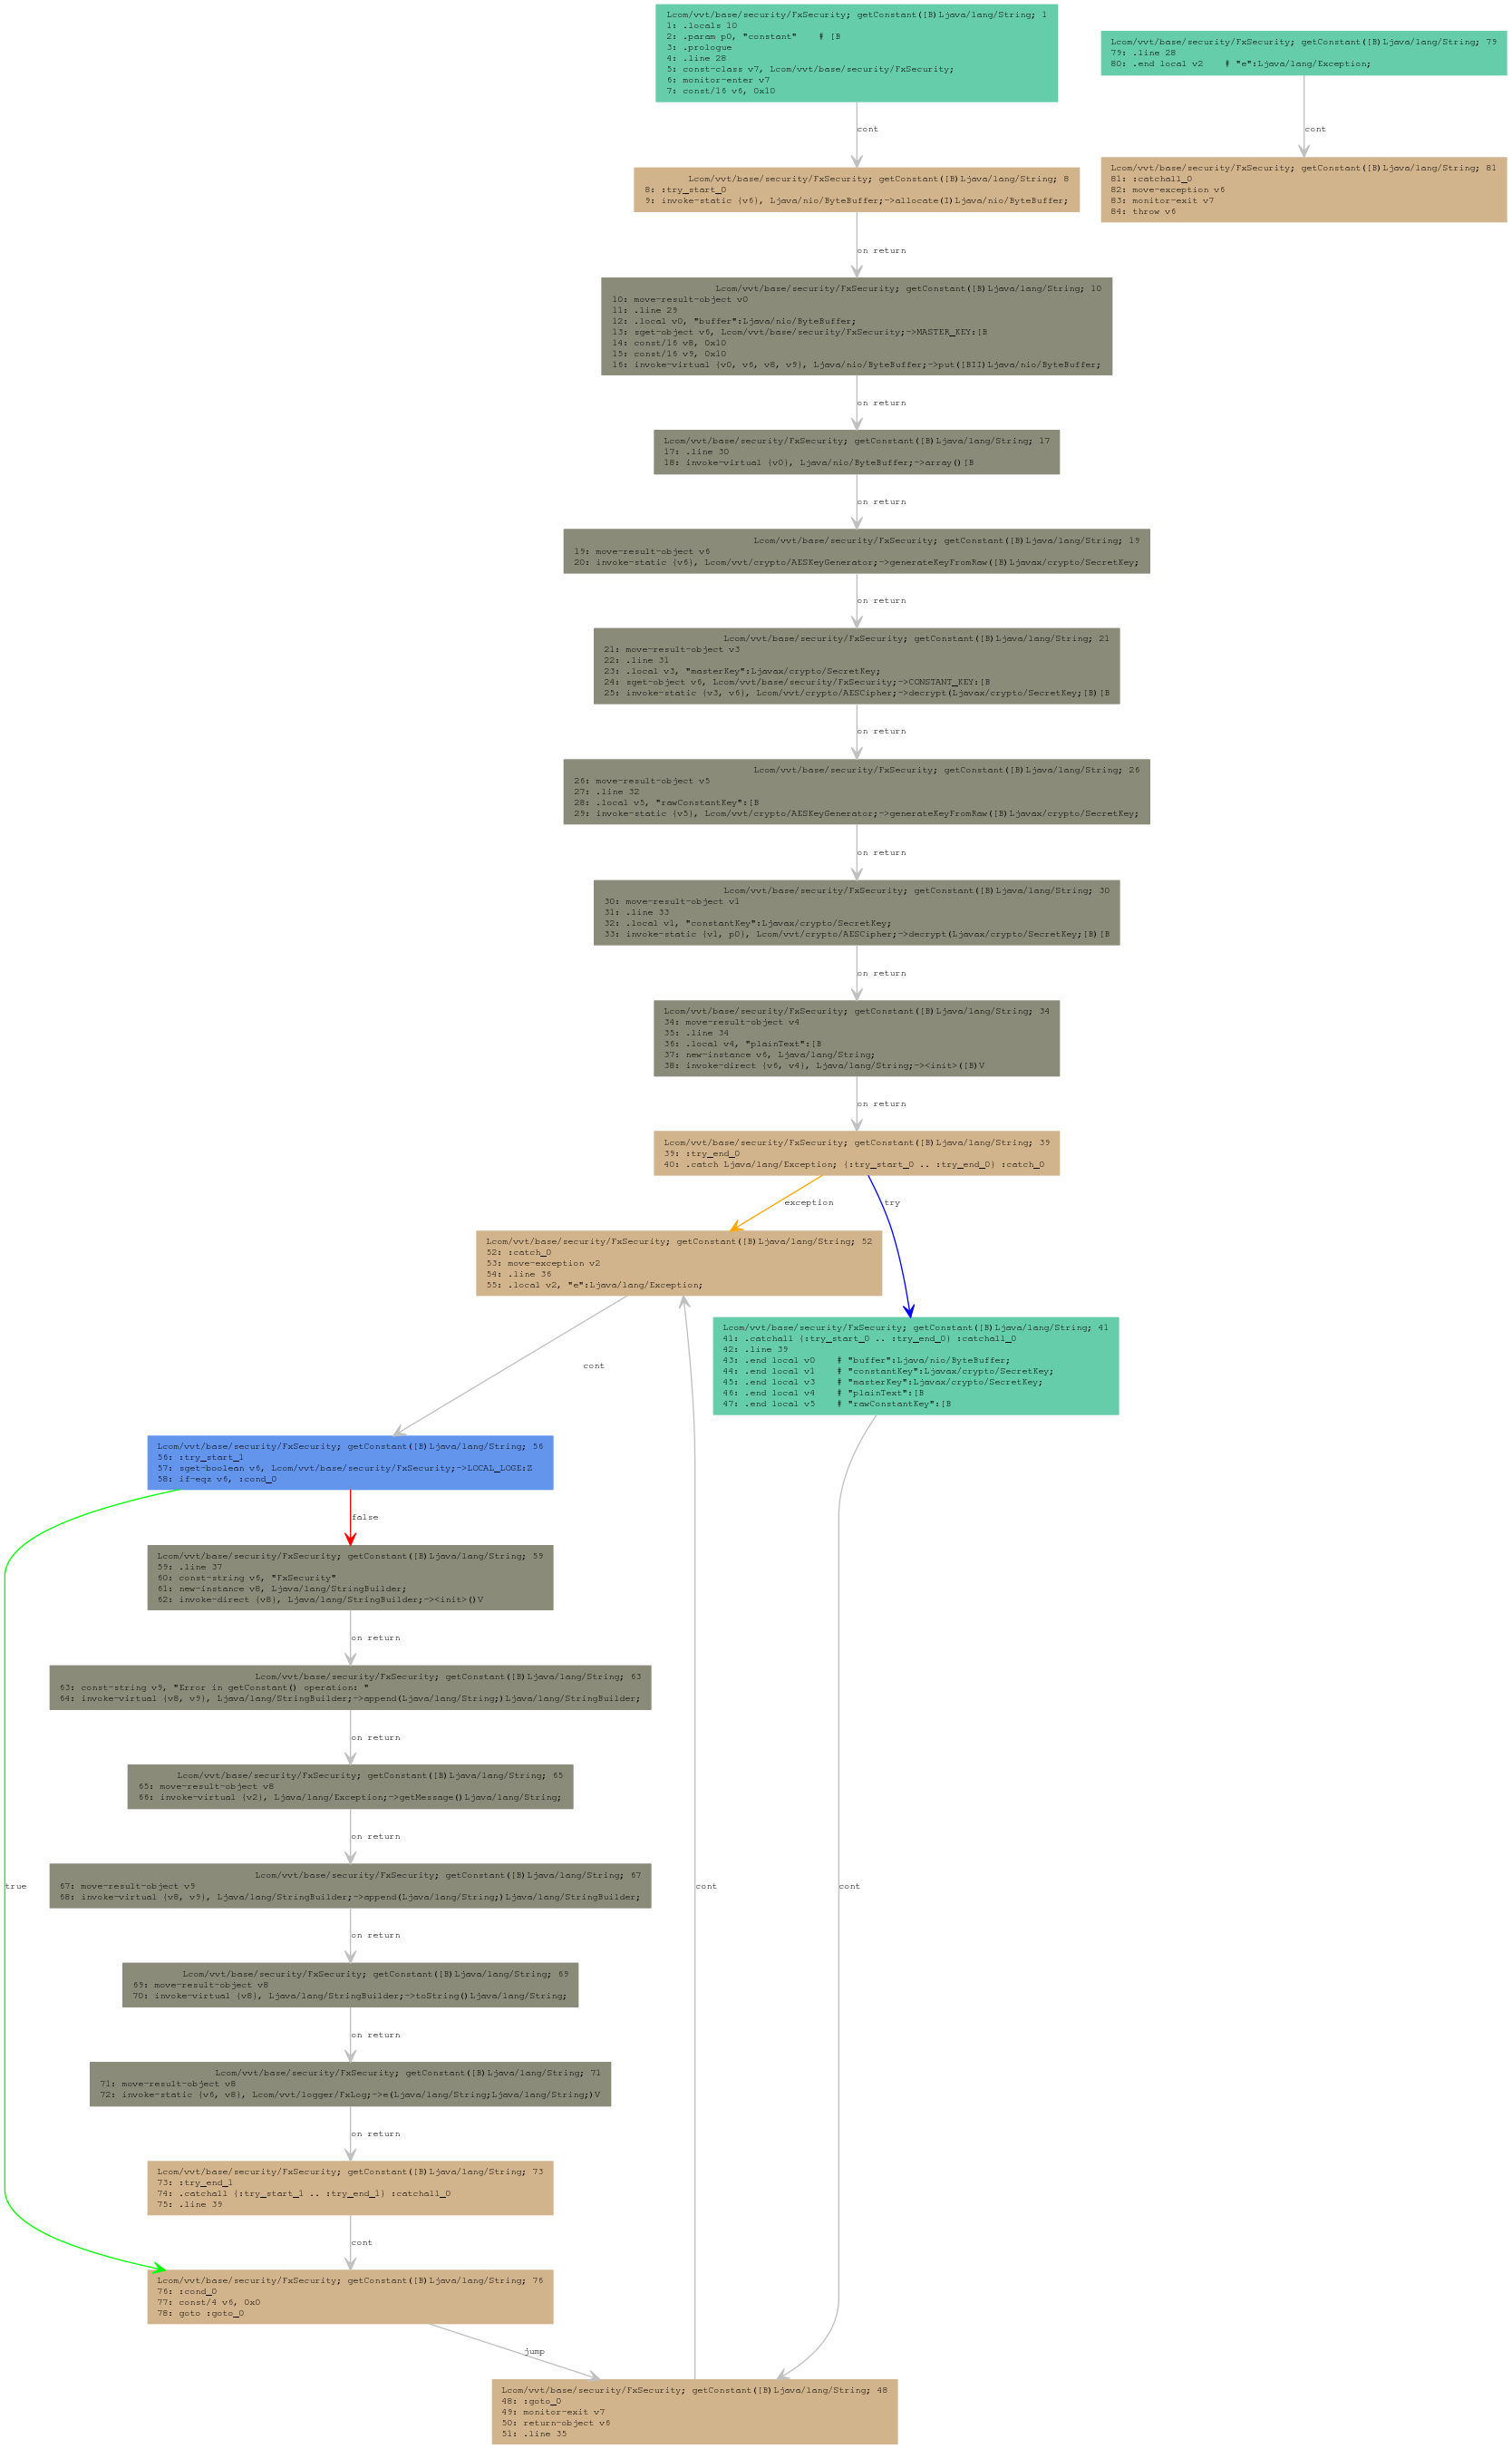 Lcom/vvt/base/security/FxSecurity; getConstant([B)Ljava/lang/String; 1
1: .locals 10
2: .param p0, "constant"    # [B
3: .prologue
4: .line 28
5: const-class v7, Lcom/vvt/base/security/FxSecurity;
6: monitor-enter v7
7: const/16 v6, 0x10
Lcom/vvt/base/security/FxSecurity; getConstant([B)Ljava/lang/String; 79
79: .line 28
80: .end local v2    # "e":Ljava/lang/Exception;
cont
cont
Lcom/vvt/base/security/FxSecurity; getConstant([B)Ljava/lang/String; 81
81: :catchall_0
82: move-exception v6
83: monitor-exit v7
84: throw v6
Lcom/vvt/base/security/FxSecurity; getConstant([B)Ljava/lang/String; 8
8: :try_start_0
9: invoke-static {v6}, Ljava/nio/ByteBuffer;->allocate(I)Ljava/nio/ByteBuffer;
on return
Lcom/vvt/base/security/FxSecurity; getConstant([B)Ljava/lang/String; 10
10: move-result-object v0
11: .line 29
12: .local v0, "buffer":Ljava/nio/ByteBuffer;
13: sget-object v6, Lcom/vvt/base/security/FxSecurity;->MASTER_KEY:[B
14: const/16 v8, 0x10
15: const/16 v9, 0x10
16: invoke-virtual {v0, v6, v8, v9}, Ljava/nio/ByteBuffer;->put([BII)Ljava/nio/ByteBuffer;
on return
Lcom/vvt/base/security/FxSecurity; getConstant([B)Ljava/lang/String; 17
17: .line 30
18: invoke-virtual {v0}, Ljava/nio/ByteBuffer;->array()[B
on return
Lcom/vvt/base/security/FxSecurity; getConstant([B)Ljava/lang/String; 19
19: move-result-object v6
20: invoke-static {v6}, Lcom/vvt/crypto/AESKeyGenerator;->generateKeyFromRaw([B)Ljavax/crypto/SecretKey;
on return
Lcom/vvt/base/security/FxSecurity; getConstant([B)Ljava/lang/String; 21
21: move-result-object v3
22: .line 31
23: .local v3, "masterKey":Ljavax/crypto/SecretKey;
24: sget-object v6, Lcom/vvt/base/security/FxSecurity;->CONSTANT_KEY:[B
25: invoke-static {v3, v6}, Lcom/vvt/crypto/AESCipher;->decrypt(Ljavax/crypto/SecretKey;[B)[B
on return
Lcom/vvt/base/security/FxSecurity; getConstant([B)Ljava/lang/String; 26
26: move-result-object v5
27: .line 32
28: .local v5, "rawConstantKey":[B
29: invoke-static {v5}, Lcom/vvt/crypto/AESKeyGenerator;->generateKeyFromRaw([B)Ljavax/crypto/SecretKey;
on return
Lcom/vvt/base/security/FxSecurity; getConstant([B)Ljava/lang/String; 30
30: move-result-object v1
31: .line 33
32: .local v1, "constantKey":Ljavax/crypto/SecretKey;
33: invoke-static {v1, p0}, Lcom/vvt/crypto/AESCipher;->decrypt(Ljavax/crypto/SecretKey;[B)[B
on return
Lcom/vvt/base/security/FxSecurity; getConstant([B)Ljava/lang/String; 34
34: move-result-object v4
35: .line 34
36: .local v4, "plainText":[B
37: new-instance v6, Ljava/lang/String;
38: invoke-direct {v6, v4}, Ljava/lang/String;-><init>([B)V
on return
Lcom/vvt/base/security/FxSecurity; getConstant([B)Ljava/lang/String; 39
39: :try_end_0
40: .catch Ljava/lang/Exception; {:try_start_0 .. :try_end_0} :catch_0
exception
try
Lcom/vvt/base/security/FxSecurity; getConstant([B)Ljava/lang/String; 52
52: :catch_0
53: move-exception v2
54: .line 36
55: .local v2, "e":Ljava/lang/Exception;
Lcom/vvt/base/security/FxSecurity; getConstant([B)Ljava/lang/String; 41
41: .catchall {:try_start_0 .. :try_end_0} :catchall_0
42: .line 39
43: .end local v0    # "buffer":Ljava/nio/ByteBuffer;
44: .end local v1    # "constantKey":Ljavax/crypto/SecretKey;
45: .end local v3    # "masterKey":Ljavax/crypto/SecretKey;
46: .end local v4    # "plainText":[B
47: .end local v5    # "rawConstantKey":[B
cont
Lcom/vvt/base/security/FxSecurity; getConstant([B)Ljava/lang/String; 56
56: :try_start_1
57: sget-boolean v6, Lcom/vvt/base/security/FxSecurity;->LOCAL_LOGE:Z
58: if-eqz v6, :cond_0
false
Lcom/vvt/base/security/FxSecurity; getConstant([B)Ljava/lang/String; 59
59: .line 37
60: const-string v6, "FxSecurity"
61: new-instance v8, Ljava/lang/StringBuilder;
62: invoke-direct {v8}, Ljava/lang/StringBuilder;-><init>()V
on return
Lcom/vvt/base/security/FxSecurity; getConstant([B)Ljava/lang/String; 63
63: const-string v9, "Error in getConstant() operation: "
64: invoke-virtual {v8, v9}, Ljava/lang/StringBuilder;->append(Ljava/lang/String;)Ljava/lang/StringBuilder;
on return
Lcom/vvt/base/security/FxSecurity; getConstant([B)Ljava/lang/String; 65
65: move-result-object v8
66: invoke-virtual {v2}, Ljava/lang/Exception;->getMessage()Ljava/lang/String;
on return
Lcom/vvt/base/security/FxSecurity; getConstant([B)Ljava/lang/String; 67
67: move-result-object v9
68: invoke-virtual {v8, v9}, Ljava/lang/StringBuilder;->append(Ljava/lang/String;)Ljava/lang/StringBuilder;
true
cont
cont
on return
Lcom/vvt/base/security/FxSecurity; getConstant([B)Ljava/lang/String; 69
69: move-result-object v8
70: invoke-virtual {v8}, Ljava/lang/StringBuilder;->toString()Ljava/lang/String;
on return
Lcom/vvt/base/security/FxSecurity; getConstant([B)Ljava/lang/String; 71
71: move-result-object v8
72: invoke-static {v6, v8}, Lcom/vvt/logger/FxLog;->e(Ljava/lang/String;Ljava/lang/String;)V
on return
Lcom/vvt/base/security/FxSecurity; getConstant([B)Ljava/lang/String; 73
73: :try_end_1
74: .catchall {:try_start_1 .. :try_end_1} :catchall_0
75: .line 39
cont
Lcom/vvt/base/security/FxSecurity; getConstant([B)Ljava/lang/String; 76
76: :cond_0
77: const/4 v6, 0x0
78: goto :goto_0
jump
Lcom/vvt/base/security/FxSecurity; getConstant([B)Ljava/lang/String; 48
48: :goto_0
49: monitor-exit v7
50: return-object v6
51: .line 35